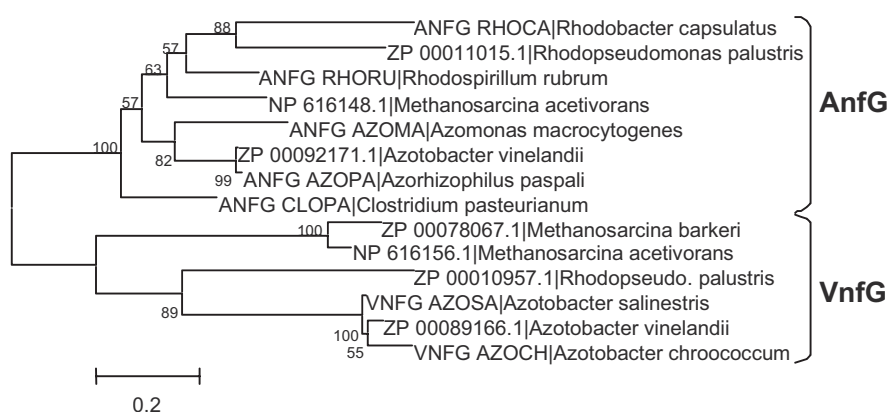 88
ANFG RHOCA|Rhodobacter capsulatus
57
ZP 00011015.1|Rhodopseudomonas palustris
63
ANFG RHORU|Rhodospirillum rubrum
57
NP 616148.1|Methanosarcina acetivorans
AnfG
ANFG AZOMA|Azomonas macrocytogenes
100
82
ZP 00092171.1|Azotobacter vinelandii
99
ANFG AZOPA|Azorhizophilus paspali
ANFG CLOPA|Clostridium pasteurianum
100
ZP 00078067.1|Methanosarcina barkeri
NP 616156.1|Methanosarcina acetivorans
ZP 00010957.1|Rhodopseudo. palustris
VnfG
89
VNFG AZOSA|Azotobacter salinestris
100
ZP 00089166.1|Azotobacter vinelandii
55
VNFG AZOCH|Azotobacter chroococcum
0.2